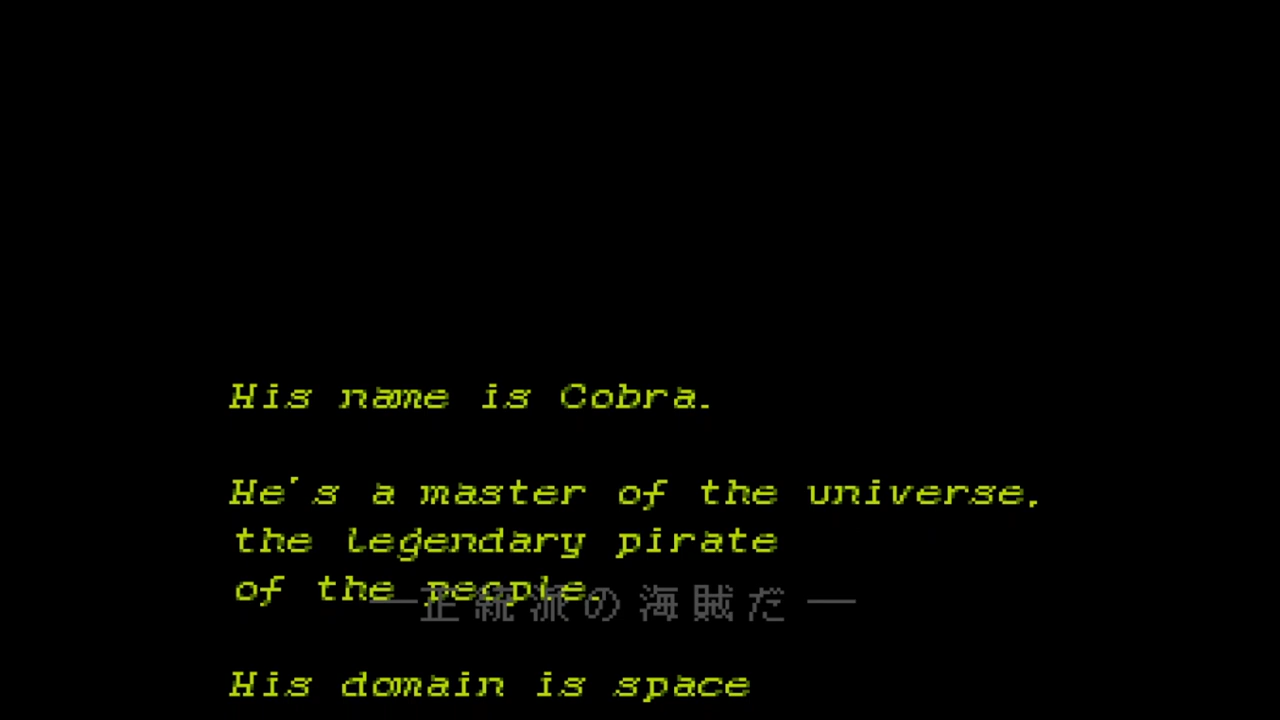 His name is Cobra.
He's a master of the universe,
the legendary pirate
of the people.
―正統派の海賊だ―
His domain is space